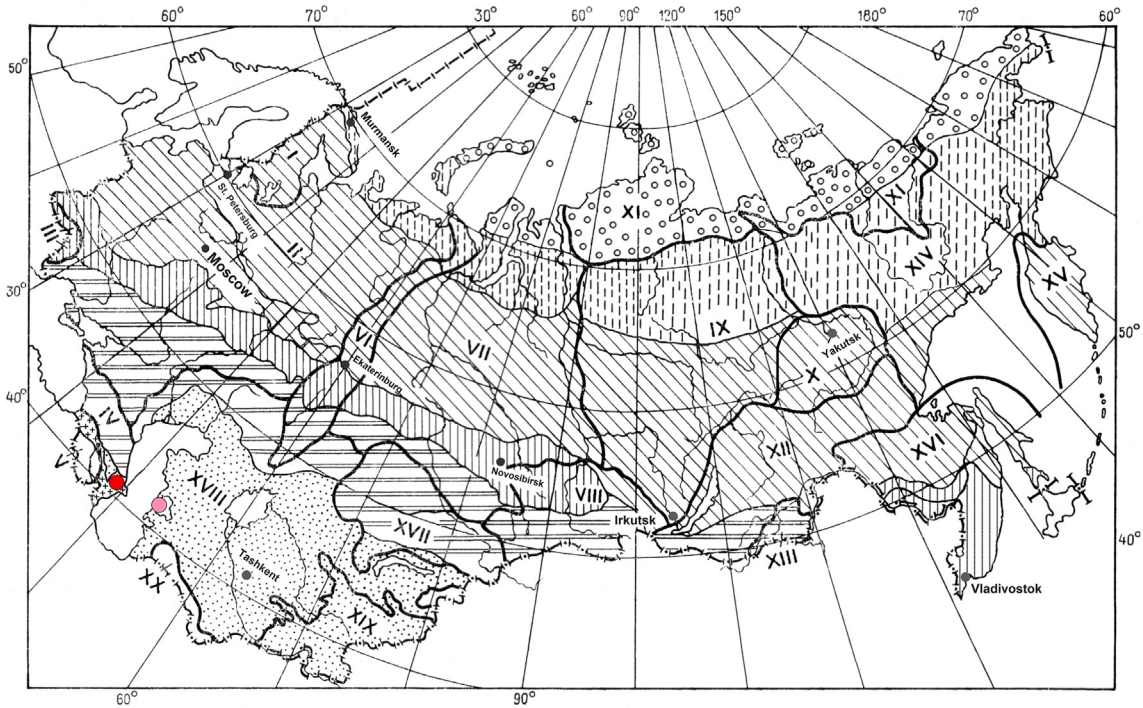 60° 70° 30° 60° 90° 120° 150° 180° 70° 60°
50°
Murmansk
I
St. Petersburg
XI
XI
III
II
Moscow
XIV
XV
30°
IX
50°
VI
VII
Yakutsk
Ekaterinburg
X
40°
IV
V
XII
XVI
XVIII
Novosibirsk
VIII
Irkutsk
XVII
40°
XIII
Tashkent
XX
Vladivostok
XIX
60° 90°